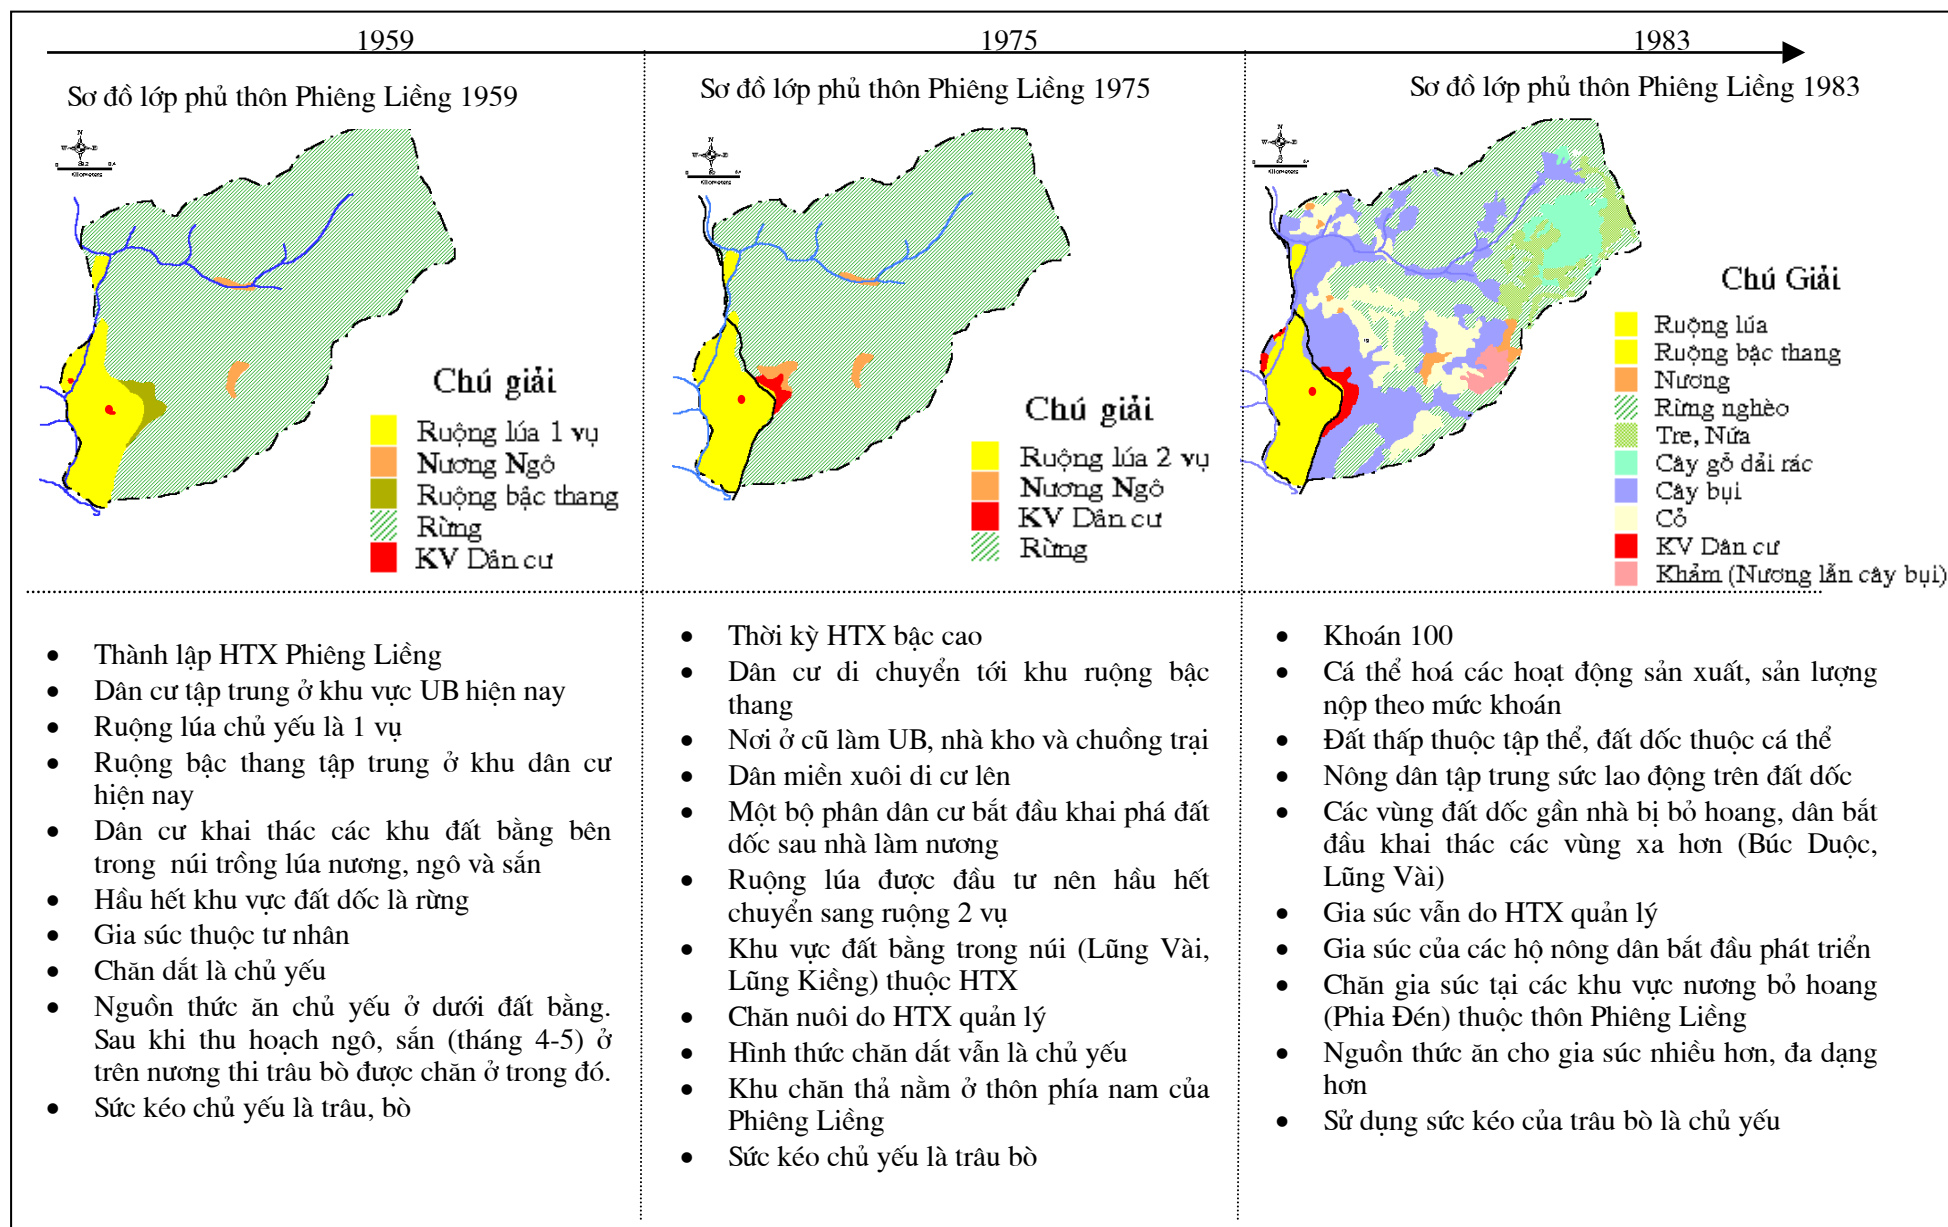 1959
1975
1983
Sơ đồ lớp phủ thôn Phiêng Liềng 1959
Chú giải
Ruộng lúa 1 vụ
Nương Ngô
Ruộng bậc thang
Rừng
KV Dân cư
Sơ đồ lớp phủ thôn Phiêng Liềng 1975
Chú giải
Ruộng lúa 2 vụ
Nương Ngô
KV Dân cư
Rừng
Sơ đồ lớp phủ thôn Phiêng Liềng 1983
Chú Giải
Ruộng lúa
Ruộng bậc thang
Nương
Rừng nghèo
Tre, Nứa
Cây gỗ dải rác
Cây bụi
Cỏ
KV Dân cư
Khảm (Nương lẫn cây bụi)
• Thành lập HTX Phiêng Liềng
• Dân cư tập trung ở khu vực UB hiện nay
• Ruộng lúa chủ yếu là 1 vụ
• Ruộng bậc thang tập trung ở khu dân cư
hiện nay
• Dân cư khai thác các khu đất bằng bên
trong núi trồng lúa nương, ngô và sắn
• Hầu hết khu vực đất dốc là rừng
• Gia súc thuộc tư nhân
• Chăn dắt là chủ yếu
• Nguồn thức ăn chủ yếu ở dưới đất bằng.
Sau khi thu hoạch ngô, sắn (tháng 4-5) ở
trên nương thi trâu bò được chăn ở trong đó.
• Sức kéo chủ yếu là trâu, bò
• Thời kỳ HTX bậc cao
• Dân cư di chuyển tới khu ruộng bậc
thang
• Nơi ở cũ làm UB, nhà kho và chuồng trại
• Dân miền xuôi di cư lên
• Một bộ phân dân cư bắt đầu khai phá đất
dốc sau nhà làm nương
• Ruộng lúa được đầu tư nên hầu hết
chuyển sang ruộng 2 vụ
• Khu vực đất bằng trong núi (Lũng Vài,
Lũng Kiềng) thuộc HTX
• Chăn nuôi do HTX quản lý
• Hình thức chăn dắt vẫn là chủ yếu
• Khu chăn thả nằm ở thôn phía nam của
Phiêng Liềng
• Sức kéo chủ yếu là trâu bò
• Khoán 100
• Cá thể hoá các hoạt động sản xuất, sản lượng
nộp theo mức khoán
• Đất thấp thuộc tập thể, đất dốc thuộc cá thể
• Nông dân tập trung sức lao động trên đất dốc
• Các vùng đất dốc gần nhà bị bỏ hoang, dân bắt
đầu khai thác các vùng xa hơn (Búc Duộc,
Lũng Vài)
• Gia súc vẫn do HTX quản lý
• Gia súc của các hộ nông dân bắt đầu phát triển
• Chăn gia súc tại các khu vực nương bỏ hoang
(Phia Đén) thuộc thôn Phiêng Liềng
• Nguồn thức ăn cho gia súc nhiều hơn, đa dạng
hơn
• Sử dụng sức kéo của trâu bò là chủ yếu